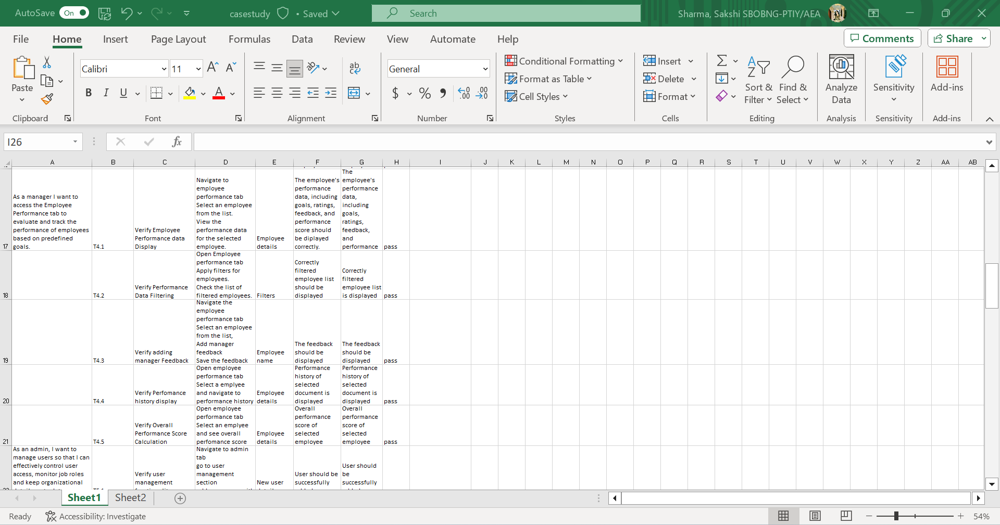 AutoSave On casestudy • Saved Search Sharma, Sakshi SBOBNG-PTIY/AEA
File Home Insert Page Layout Formulas Data Review View Automate Help Comments Share
Paste
Calibri 11
B I U
General
$ %
Conditional Formatting
Format as Table
Cell Styles
Insert
Delete
Format
Sort & Filter
Find & Select
Analyze Data
Sensitivity
Add-ins
Clipboard Font Alignment Number Styles Cells Editing Analysis Sensitivity Add-ins
I26 fx
A B C D E F G H I J K L M N O P Q R S T U V W X Y Z AA AB
17
As a manager I want to
access the Employee
Performance tab to
evaluate and track the
performance of employees
based on predefined
goals.
T4.1
Verify Employee
Performance data
Display
Navigate to
employee
performance tab
Select an employee
from the list.
View the
performance data
for the selected
employee.
Employee
details
The employee's
performance
data, including
goals, ratings,
feedback, and
performance
score should
be diplayed
correctly.
The
employee's
performance
data,
including
goals,
ratings,
feedback,
and
performance
pass
18
T4.2
Verify Performance
Data Filtering
Open Employee
performance tab
Apply filters for
employees.
Check the list of
filtered employees.
Filters
Correctly
filtered
employee list
should be
displayed
Correctly
filtered
employee list
is displayed
pass
19
T4.3
Verify adding
manager Feedback
Navigate the
employee
performance tab
Select an employee
from the list,
Add manager
feedback
Save the feedback
Employee
name
The feedback
should be
displayed
The feedback
should be
displayed
pass
20
T4.4
Verify Perfomance
history display
Open employee
performance tab
Select a emplyee
and navigate to
performance history
Employee
details
Performance
history of
selected
document is
displayed
Performance
history of
selected
document is
displayed
pass
21
T4.5
Verify Overall
Performance Score
Calculation
Open employee
performance tab
Select an emplyee
and see overall
perfomance score
Employee
details
Overall
performance
score of
selected
employee
Overall
performance
score of
selected
employee
pass
As an admin, I want to
manage users so that I can
effectively control user
access, monitor job roles
and keep organizational
Verify user
management
Navigate to admin
tab
go to user
management
section
New user
User should be
successfully
User should
be
successfully
Sheet1 Sheet2
Ready Accessibility: Investigate 54%